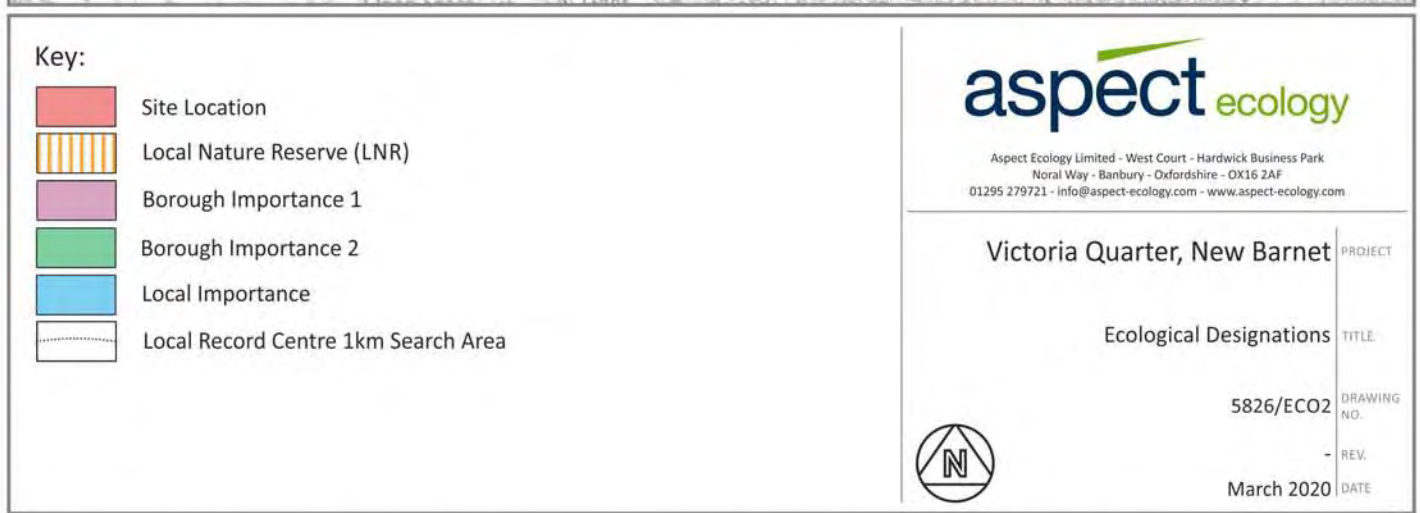 Key:
Site Location
Local Nature Reserve (LNR)
Borough Importance 1
Borough Importance 2
Local Importance
Local Record Centre 1km Search Area
aspect ecology
Aspect Ecology Limited - West Court - Hardwick Business Park
Noral Way - Banbury - Oxfordshire - OX16 2AF
01295 279721 - info@aspect-ecology.com - www.aspect-ecology.com
Victoria Quarter, New Barnet PROJECT
Ecological Designations TITLE
5826/ECO2 DRAWING NO.
- REV.
N
March 2020 DATE